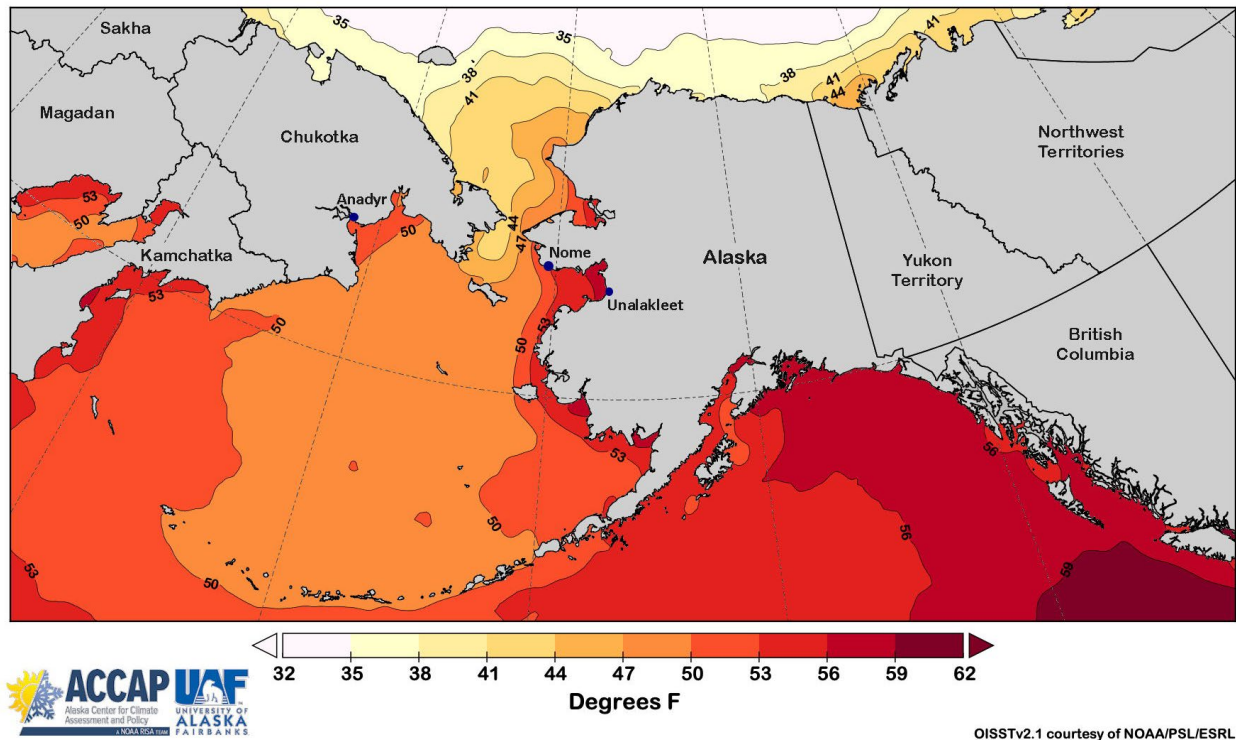 Sakha
35
35
41
41
38
38
41
44
41
Magadan
Chukotka
Northwest
Territories
53
50
Anadyr
50
44
47
Kamchatka
Nome
Alaska
Yukon
Territory
53
Unalakleet
50
53
50
British
Columbia
53
56
50
56
53
50
59
32 35 38 41 44 47 50 53 56 59 62
Degrees F
ACCAP
Alaska Center for Climate
Assessment and Policy
A NOAA RISA TEAM
UAF
UNIVERSITY OF
ALASKA
FAIRBANKS
OISSTv2.1 courtesy of NOAA/PSL/ESRL